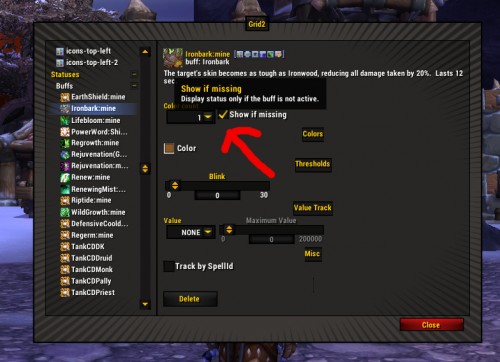 Grid2
icons-top-left
icons-top-left-2
Statuses
Buffs
EarthShield:mine
Ironbark:mine
Lifebloom:mine
PowerWord:Shi...
Regrowth:mine
Rejuvenation(G...
Rejuvenation:m...
Renew:mine
RenewingMist:...
Riptide:mine
WildGrowth:mine
DefensiveCoold...
Regerm:mine
TankCDDK
TankCDDruid
TankCDMonk
TankCDPally
TankCDPriest
Ironbark:mine
buff: Ironbark
The target's skin becomes as tough as Ironwood, reducing all damage taken by 20%. Lasts 12
sec
Show if missing
Display status only if the buff is not active.
1
Show if missing
Colors
Color
Thresholds
Blink
0
0
30
Value Track
Value
Maximum Value
NONE
0
0
200000
Misc
Track by SpellId
Delete
Close